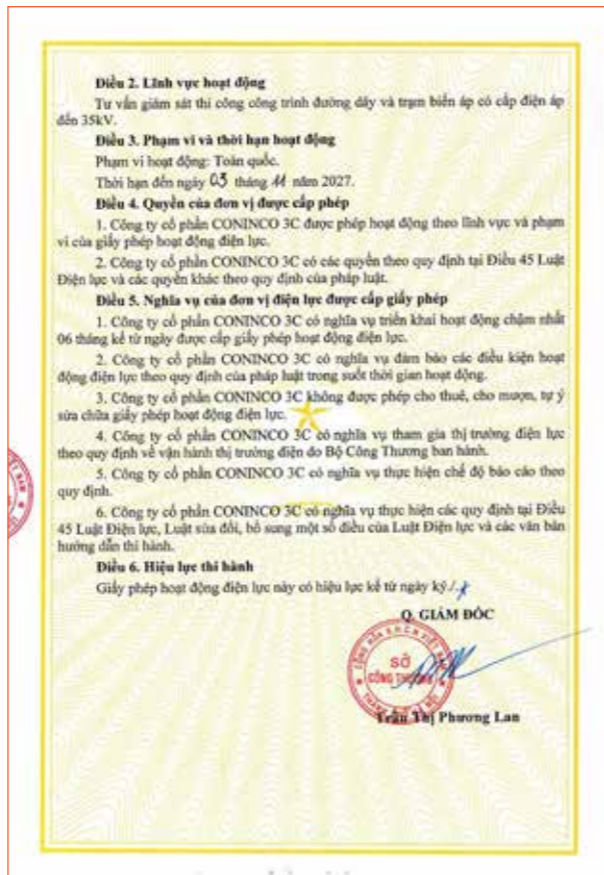 Điều 2. Lĩnh vực hoạt động
Tư vấn giám sát thi công công trình đường dây và trạm biến áp có cấp điện áp
đến 35kV.
Điều 3. Phạm vi và thời hạn hoạt động
Phạm vi hoạt động: Toàn quốc.
Thời hạn đến ngày 03 tháng 11 năm 2027.
Điều 4. Quyền của đơn vị được cấp phép
1. Công ty cổ phần CONINCO 3C được phép hoạt động theo lĩnh vực và phạm
vi của giấy phép hoạt động điện lực.
2. Công ty cổ phần CONINCO 3C có các quyền theo quy định tại Điều 45 Luật
Điện lực và các quyền khác theo quy định của pháp luật.
Điều 5. Nghĩa vụ của đơn vị điện lực được cấp giấy phép
1. Công ty cổ phần CONINCO 3C có nghĩa vụ triển khai hoạt động chậm nhất
06 tháng kể từ ngày được cấp giấy phép hoạt động điện lực.
2. Công ty cổ phần CONINCO 3C có nghĩa vụ đảm bảo các điều kiện hoạt
động điện lực theo quy định của pháp luật trong suốt thời gian hoạt động.
3. Công ty cổ phần CONINCO 3C không được phép cho thuê, cho mượn, tự ý
sửa chữa giấy phép hoạt động điện lực.
4. Công ty cổ phần CONINCO 3C có nghĩa vụ tham gia thị trường điện lực
theo quy định về vận hành thị trường điện do Bộ Công Thương ban hành.
5. Công ty cổ phần CONINCO 3C có nghĩa vụ thực hiện chế độ báo cáo theo
quy định.
6. Công ty cổ phần CONINCO 3C có nghĩa vụ thực hiện các quy định tại Điều
45 Luật Điện lực, Luật sửa đổi, bổ sung một số điều của Luật Điện lực và các văn bản
hướng dẫn thi hành.
Điều 6. Hiệu lực thi hành
Giấy phép hoạt động điện lực này có hiệu lực kể từ ngày ký./.
Q. GIÁM ĐỐC
SỞ
CÔNG THƯƠNG
Trần Thị Phương Lan